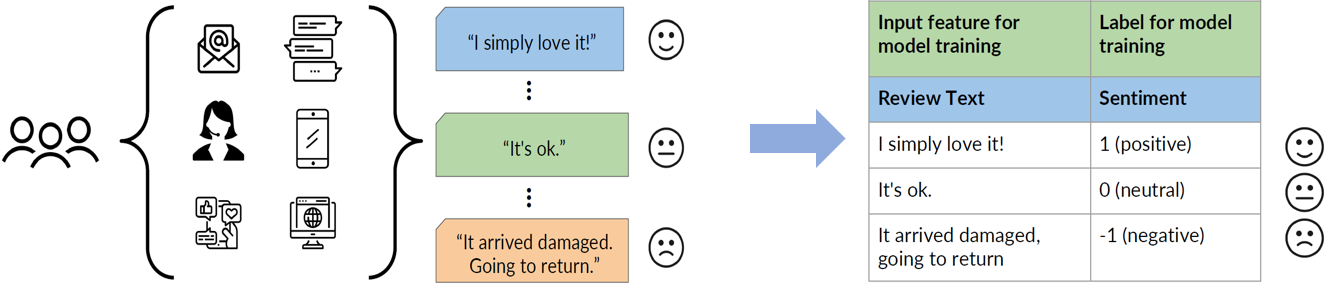 “I simply love it!”
“It's ok.”
“It arrived damaged.
Going to return.”
Input feature for
model training
Label for model
training
Review Text
Sentiment
I simply love it!
1 (positive)
It's ok.
0 (neutral)
It arrived damaged,
going to return
-1 (negative)